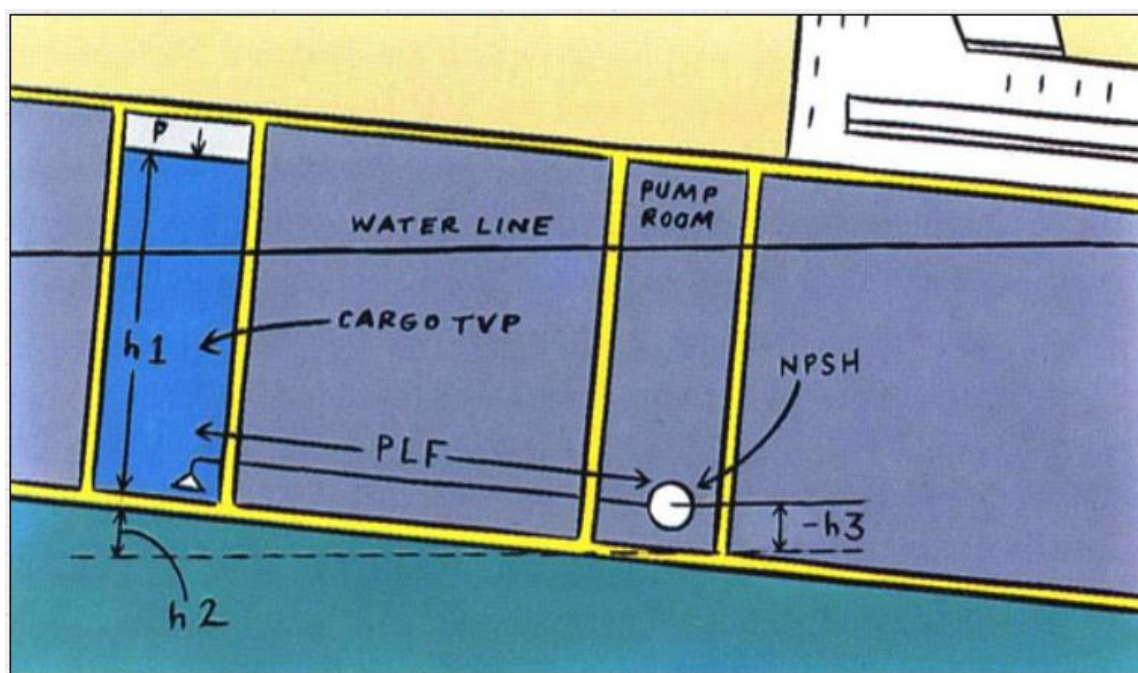 P
PUMP
ROOM
WATER LINE
CARGO TVP
h1
NPSH
PLF
-h3
h2